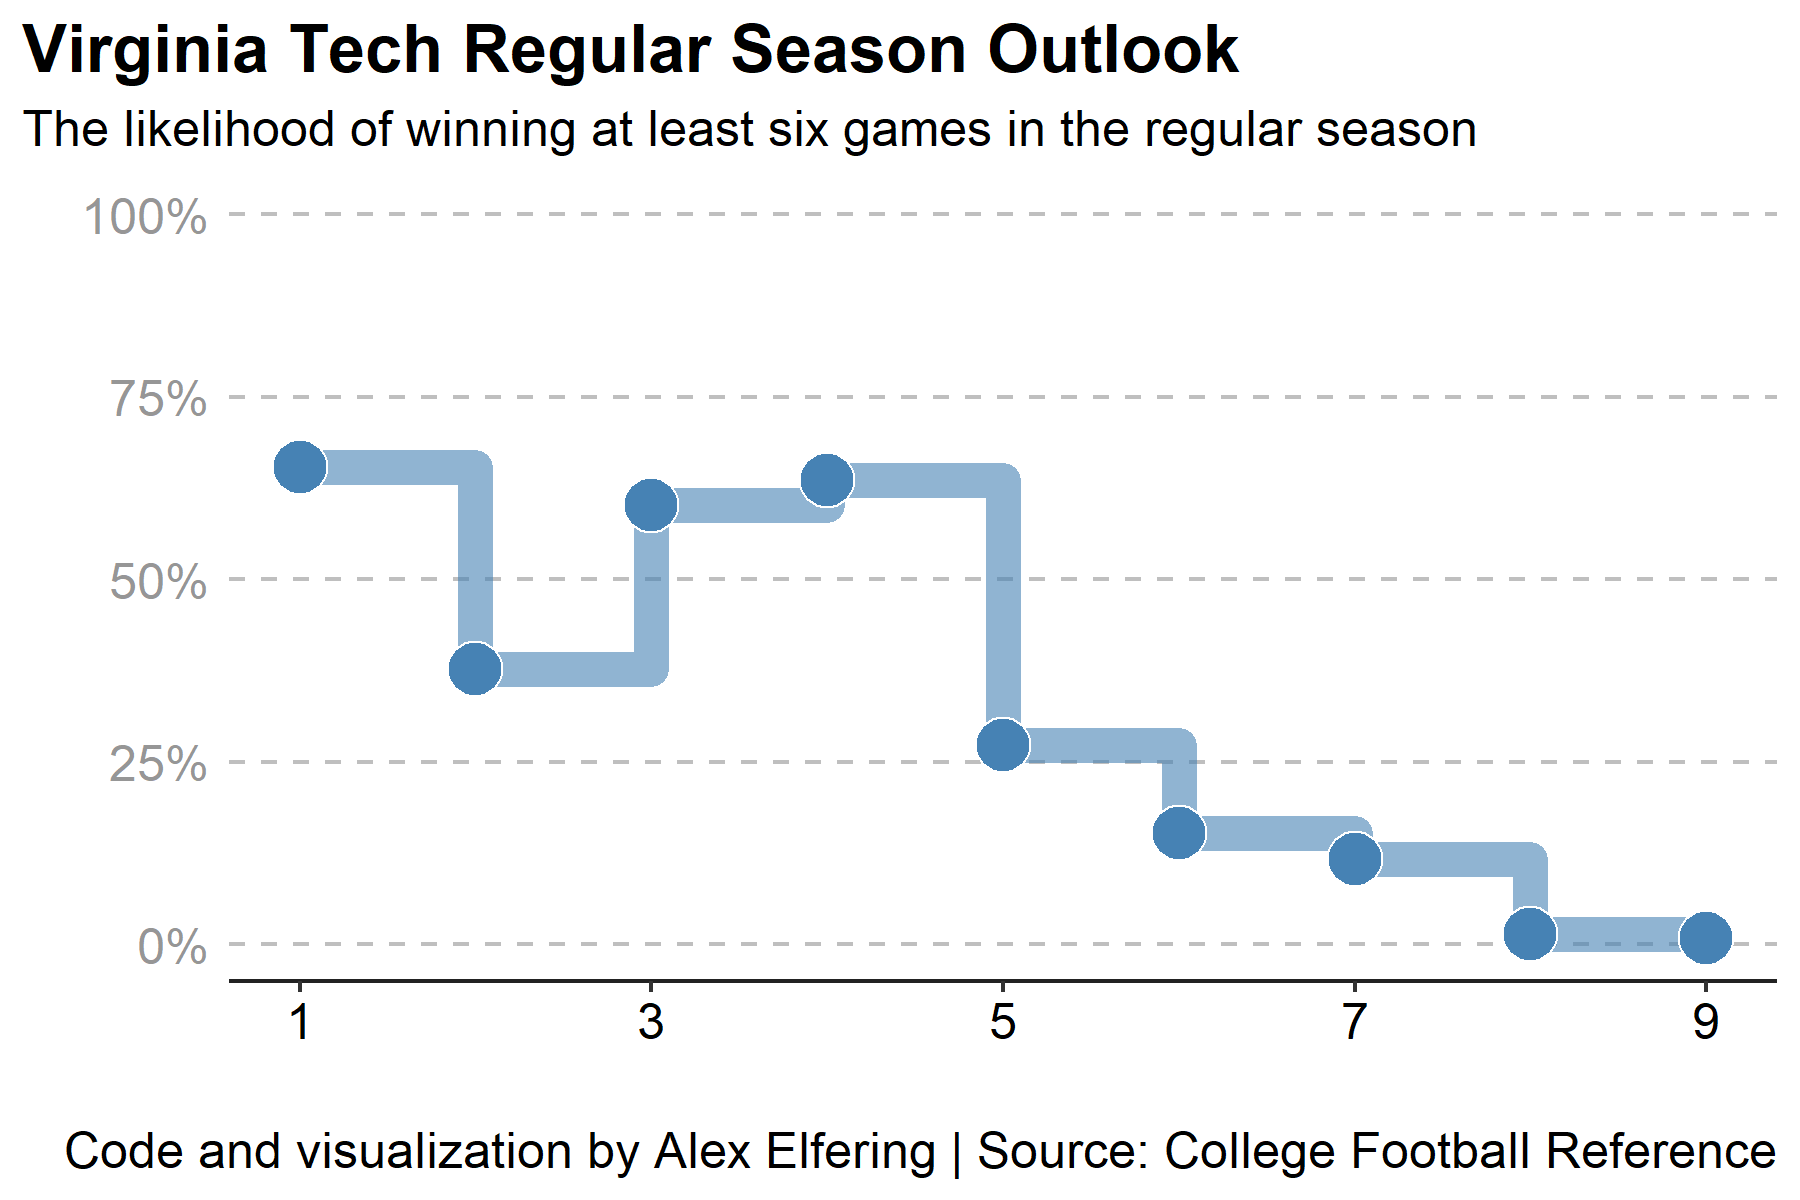 Virginia Tech Regular Season Outlook
The likelihood of winning at least six games in the regular season
100%
75%
50%
25%
0%
1 3 5 7 9
Code and visualization by Alex Elfering | Source: College Football Reference